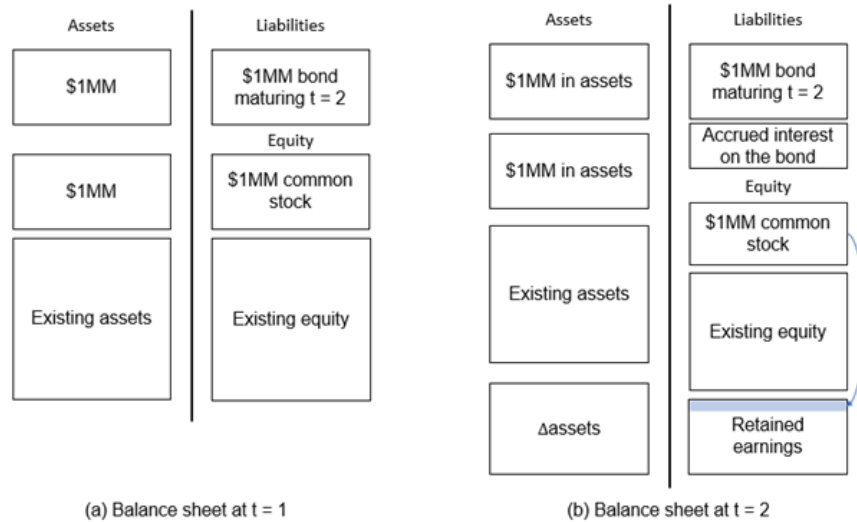 Assets
Liabilities
$1MM
$1MM bond
maturing t = 2
Equity
$1MM
$1MM common
stock
Existing assets
Existing equity
(a) Balance sheet at t = 1
Assets
Liabilities
$1MM in assets
$1MM bond
maturing t = 2
Accrued interest
on the bond
$1MM in assets
Equity
$1MM common
stock
Existing assets
Existing equity
Δassets
Retained
earnings
(b) Balance sheet at t = 2